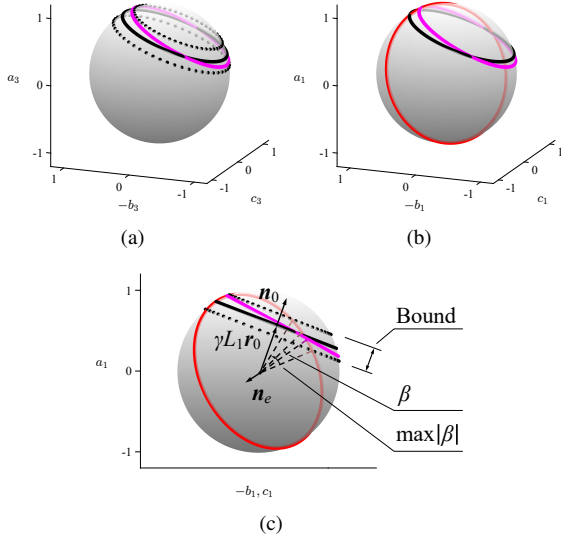 1
a₃
0
-1
1
0
-1
−b₃
-1
0
1
c₃
(a)
1
a₁
0
-1
1
0
-1
−b₁
-1
0
1
c₁
(b)
1
a₁
0
-1
n₀
γL₁r₀
nₑ
Bound
β
max|β|
−b₁, c₁
(c)